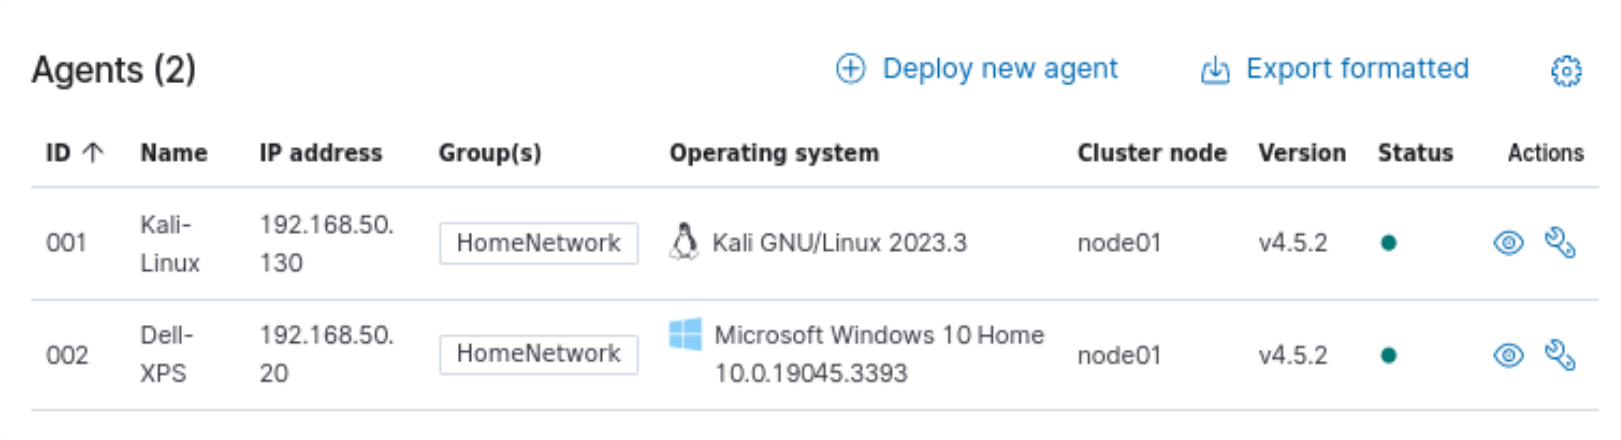 Agents (2)
Deploy new agent
Export formatted
ID Name IP address Group(s) Operating system Cluster node Version Status Actions
001
Kali-
Linux
192.168.50.
130
HomeNetwork
Kali GNU/Linux 2023.3
node01
v4.5.2
002
Dell-
XPS
192.168.50.
20
HomeNetwork
Microsoft Windows 10 Home
10.0.19045.3393
node01
v4.5.2